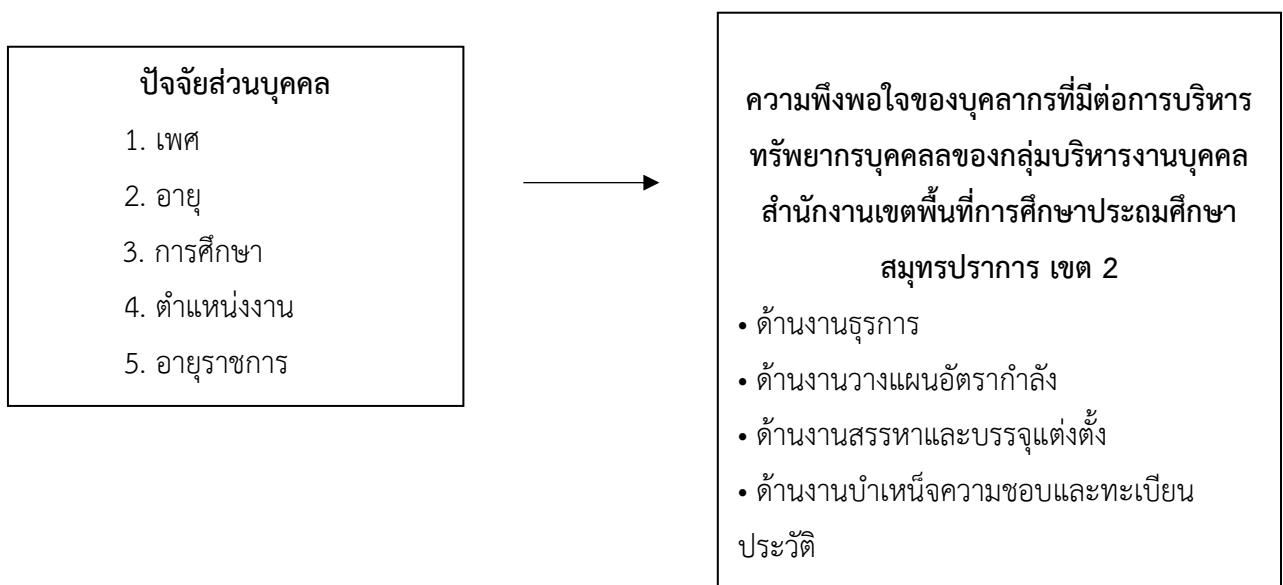 ปัจจัยส่วนบุคคล
1. เพศ
2. อายุ
3. การศึกษา
4. ตำแหน่งงาน
5. อายุราชการ
ความพึงพอใจของบุคลากรที่มีต่อการบริหาร
ทรัพยากรบุคคลลของกลุ่มบริหารงานบุคคล
สำนักงานเขตพื้นที่การศึกษาประถมศึกษา
สมุทรปราการ เขต 2
• ด้านงานธุรการ
• ด้านงานวางแผนอัตรากำลัง
• ด้านงานสรรหาและบรรจุแต่งตั้ง
• ด้านงานบำเหน็จความชอบและทะเบียน
ประวัติ